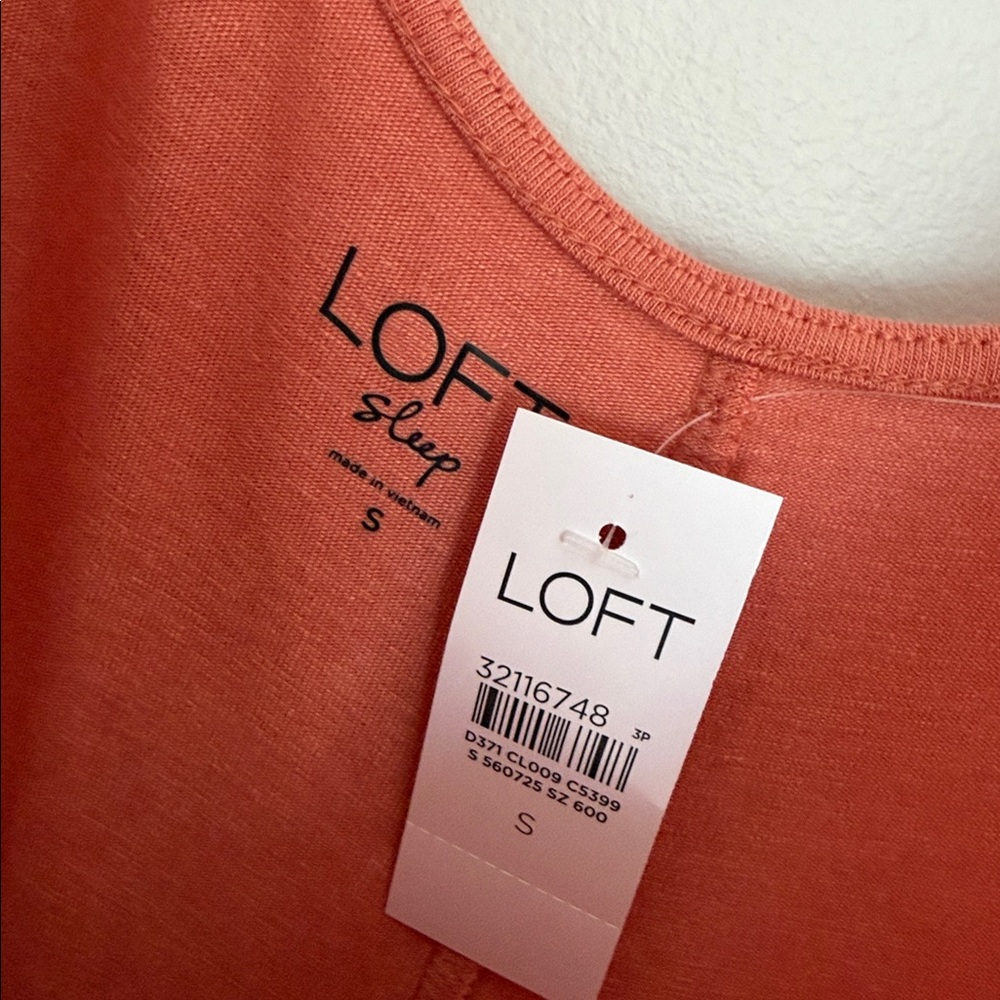 LOFT
sleep
made in vietnam
S
LOFT
32116748
3P
D371 CL009 C5399
S 560725 SZ 600
S